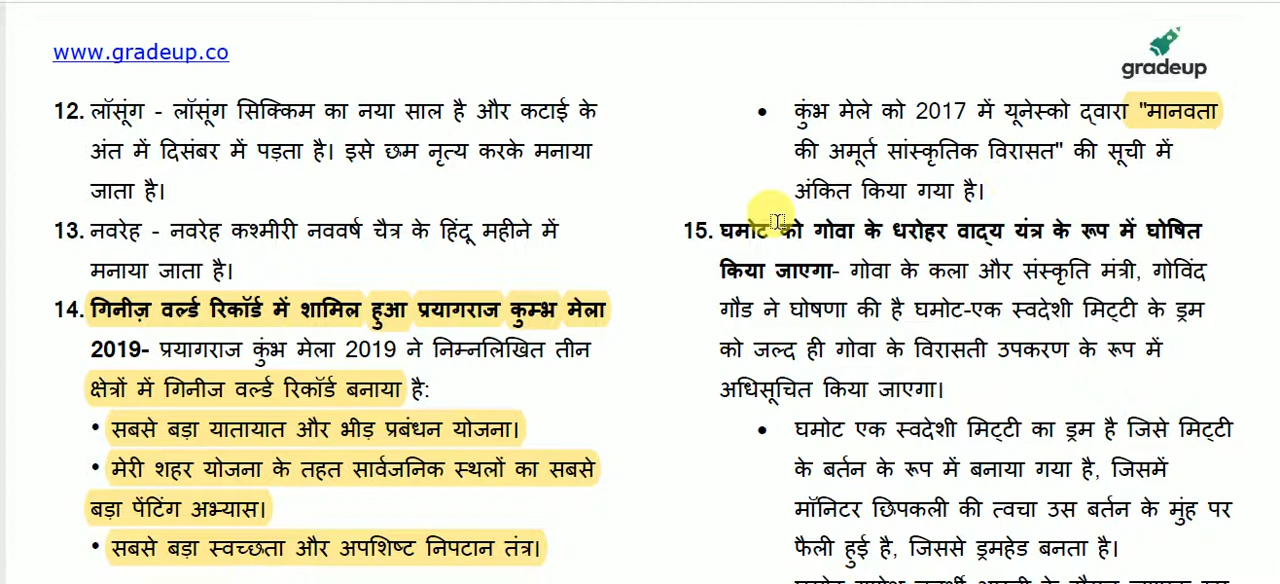 www.gradeup.co
gradeup
12. लॉसूंग - लॉसूंग सिक्किम का नया साल है और कटाई के
अंत में दिसंबर में पड़ता है। इसे छम नृत्य करके मनाया
जाता है।
13. नवरेह - नवरेह कश्मीरी नववर्ष चैत्र के हिंदू महीने में
मनाया जाता है।
14. गिनीज़ वर्ल्ड रिकॉर्ड में शामिल हुआ प्रयागराज कुम्भ मेला
2019- प्रयागराज कुंभ मेला 2019 ने निम्नलिखित तीन
क्षेत्रों में गिनीज वर्ल्ड रिकॉर्ड बनाया है:
• सबसे बड़ा यातायात और भीड़ प्रबंधन योजना।
• मेरी शहर योजना के तहत सार्वजनिक स्थलों का सबसे
बड़ा पेंटिंग अभ्यास।
• सबसे बड़ा स्वच्छता और अपशिष्ट निपटान तंत्र।
• कुंभ मेले को 2017 में यूनेस्को द्वारा "मानवता
की अमूर्त सांस्कृतिक विरासत" की सूची में
अंकित किया गया है।
15. घमोट को गोवा के धरोहर वाद्य यंत्र के रूप में घोषित
किया जाएगा- गोवा के कला और संस्कृति मंत्री, गोविंद
गौड ने घोषणा की है घमोट-एक स्वदेशी मिट्टी के ड्रम
को जल्द ही गोवा के विरासती उपकरण के रूप में
अधिसूचित किया जाएगा।
• घमोट एक स्वदेशी मिट्टी का ड्रम है जिसे मिट्टी
के बर्तन के रूप में बनाया गया है, जिसमें
मॉनिटर छिपकली की त्वचा उस बर्तन के मुंह पर
फैली हुई है, जिससे ड्रमहेड बनता है।